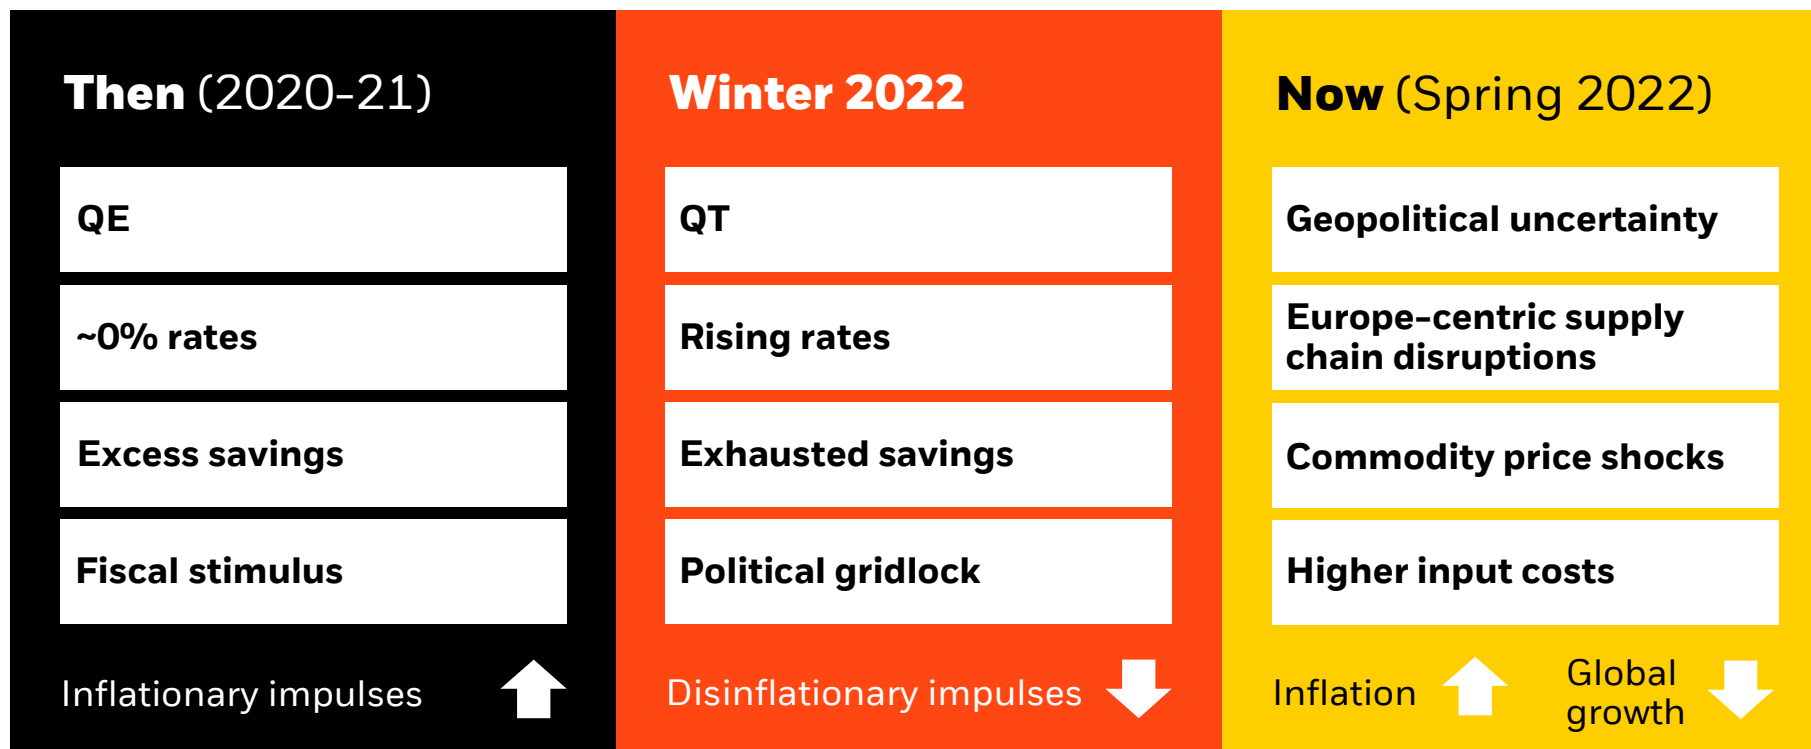 Then (2020-21)
QE
~0% rates
Excess savings
Fiscal stimulus
Inflationary impulses
Winter 2022
QT
Rising rates
Exhausted savings
Political gridlock
Disinflationary impulses
Now (Spring 2022)
Geopolitical uncertainty
Europe-centric supply
chain disruptions
Commodity price shocks
Higher input costs
Inflation
Global
growth